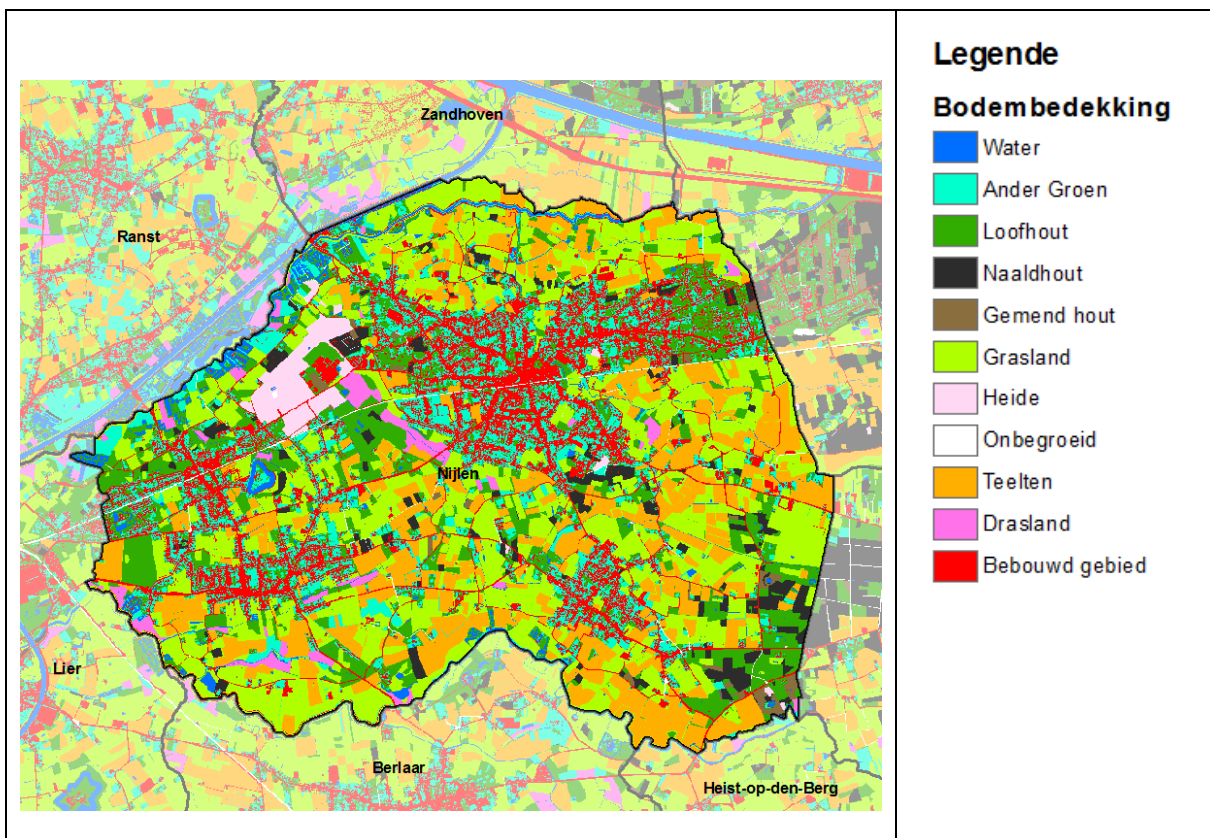 Zandhoven
Ranst
Nijlen
Lier
Berlaar
Heist-op-den-Berg
Legende
Bodembedekking
Water
Ander Groen
Loofhout
Naaldhout
Gemend hout
Grasland
Heide
Onbegroeid
Teelten
Drasland
Bebouwd gebied